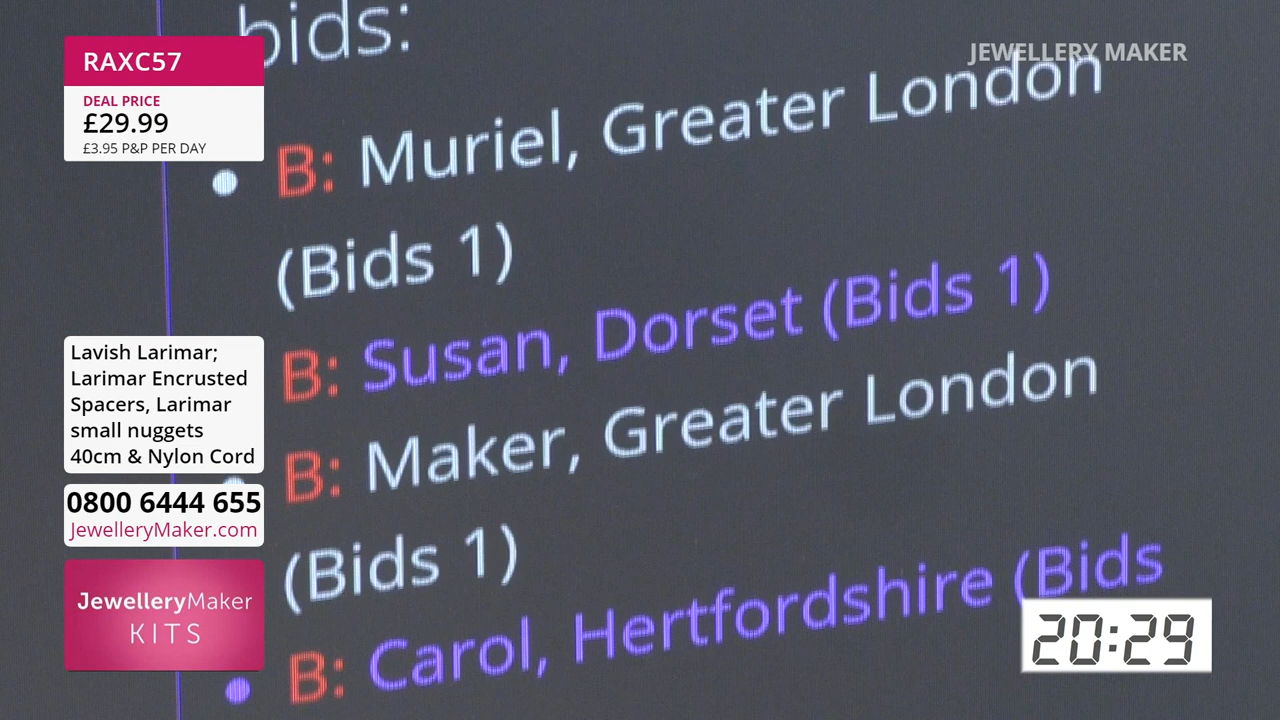 RAXC57
DEAL PRICE
£29.99
£3.95 P&P PER DAY
JEWELLERY MAKER
bids:
B: Muriel, Greater London
(Bids 1)
B: Susan, Dorset (Bids 1)
B: Maker, Greater London
(Bids 1)
B: Carol, Hertfordshire (Bids
Lavish Larimar;
Larimar Encrusted
Spacers, Larimar
small nuggets
40cm & Nylon Cord
0800 6444 655
JewelleryMaker.com
JewelleryMaker
KITS
20:29